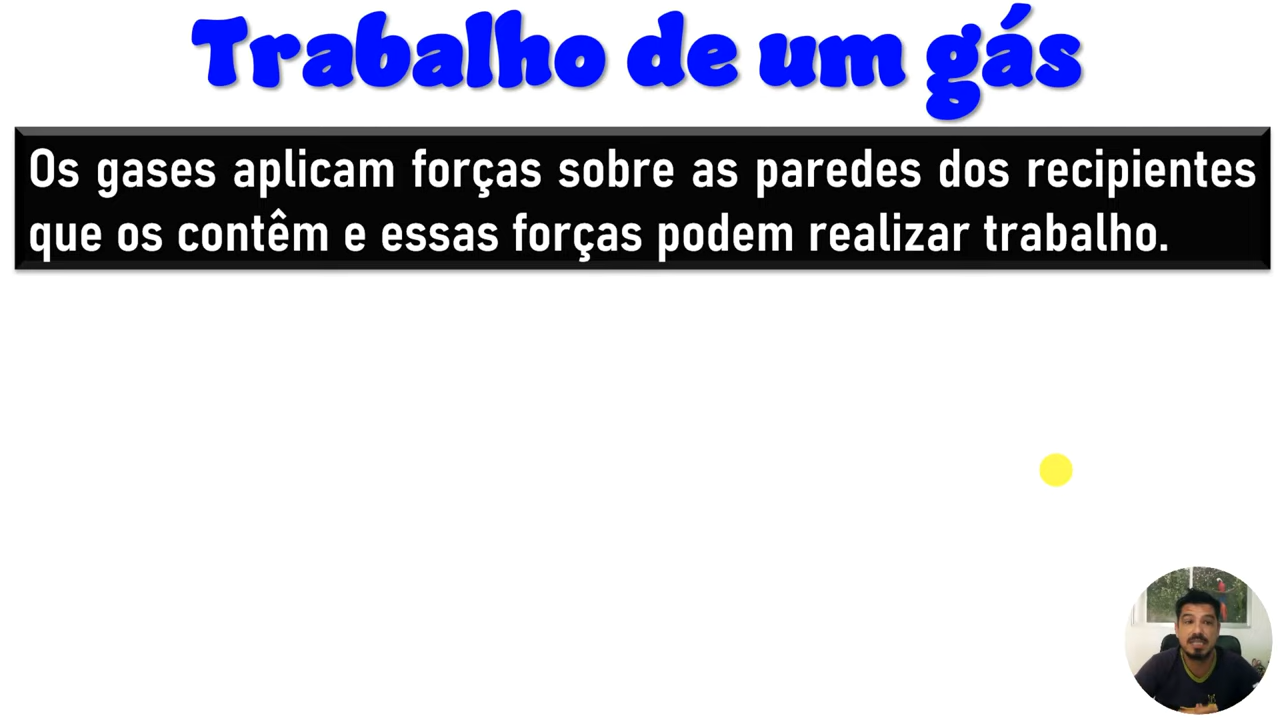 Trabalho de um gás
Os gases aplicam forças sobre as paredes dos recipientes
que os contêm e essas forças podem realizar trabalho.